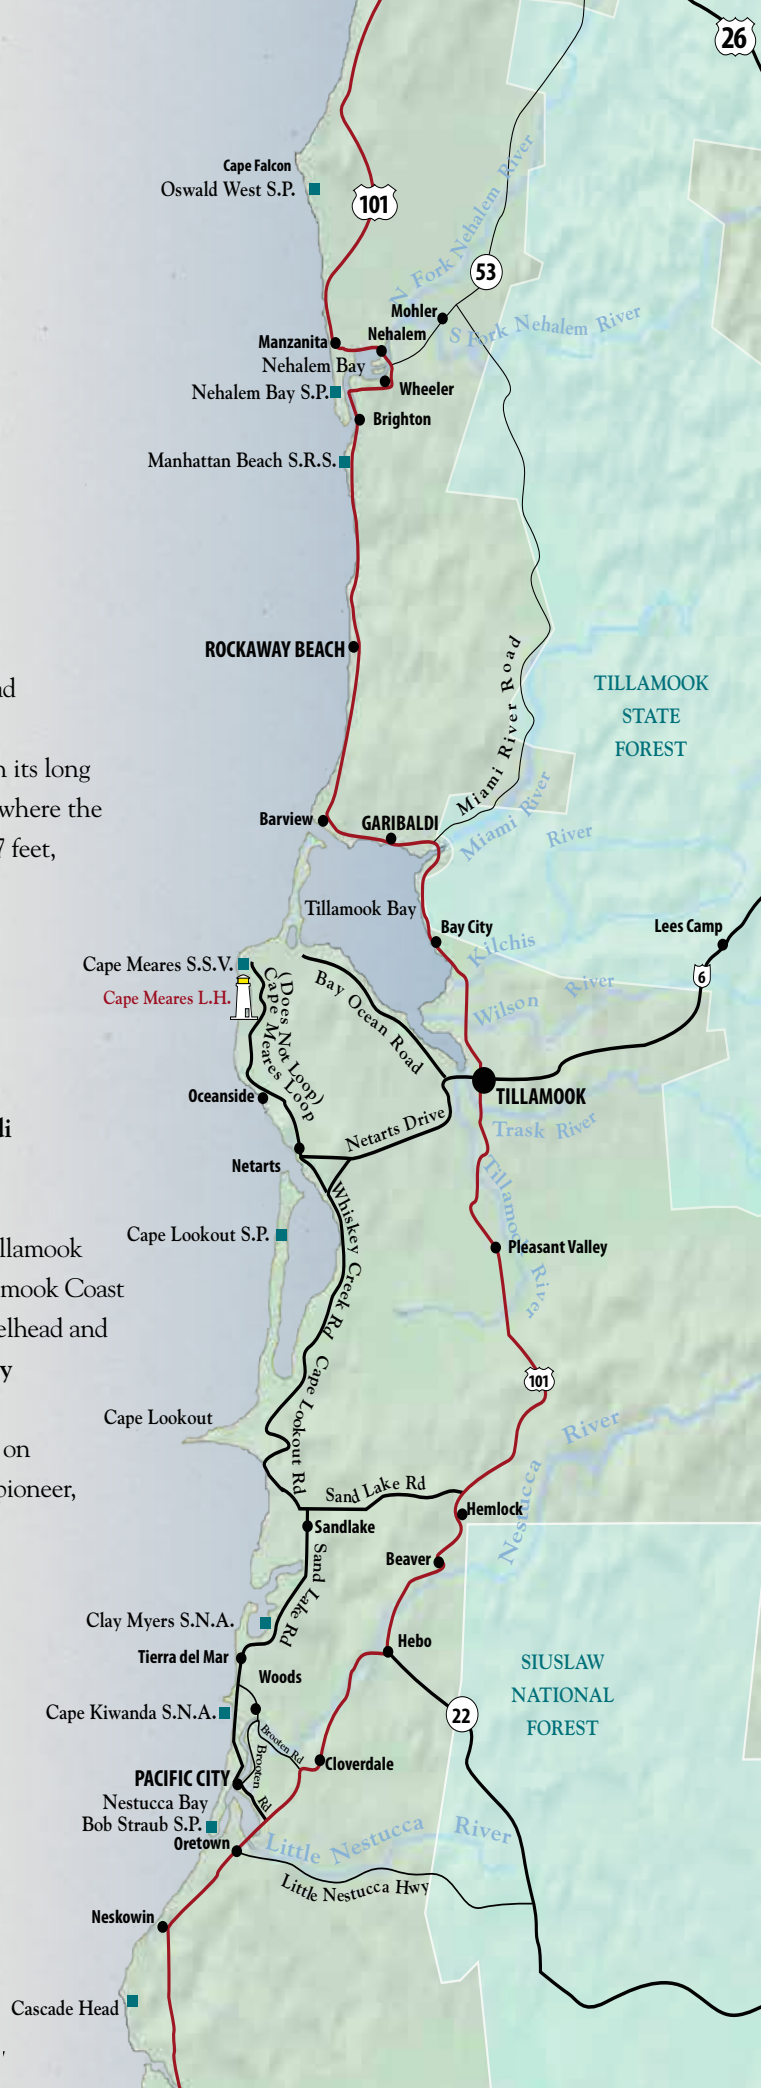 26
Cape Falcon
Oswald West S.P.
101
N Fork Nehalem River
53
Mohler
S Fork Nehalem River
Nehalem
Manzanita
Nehalem Bay
Nehalem Bay S.P.
Wheeler
Brighton
Manhattan Beach S.R.S.
ROCKAWAY BEACH
Miami River Road
TILLAMOOK
STATE
FOREST
n its long
where the
7 feet,
Barview
GARIBALDI
Miami River
River
Tillamook Bay
Bay City
Kilchis
Lees Camp
Cape Meares S.S.V.
Cape Meares L.H.
Cape Meares Loop
(Does Not Loop)
Bay Ocean Road
Wilson River
6
Oceanside
TILLAMOOK
Netarts Drive
Trask River
di
Netarts
Tillamook River
Whiskey Creek Rd
Cape Lookout S.P.
llamook
Pleasant Valley
mook Coast
elhead and
y
Cape Lookout Rd
101
Cape Lookout
Nestucca River
on
pioneer,
Sand Lake Rd
Hemlock
Sandlake
Beaver
Sand Lake Rd
Clay Myers S.N.A.
Hebo
Tierra del Mar
Woods
SIUSLAW
NATIONAL
FOREST
Cape Kiwanda S.N.A.
22
Brooten Rd
Brooten Rd
Cloverdale
PACIFIC CITY
Nestucca Bay
Bob Straub S.P.
Oretown
Little Nestucca River
Little Nestucca Hwy
Neskowin
Cascade Head